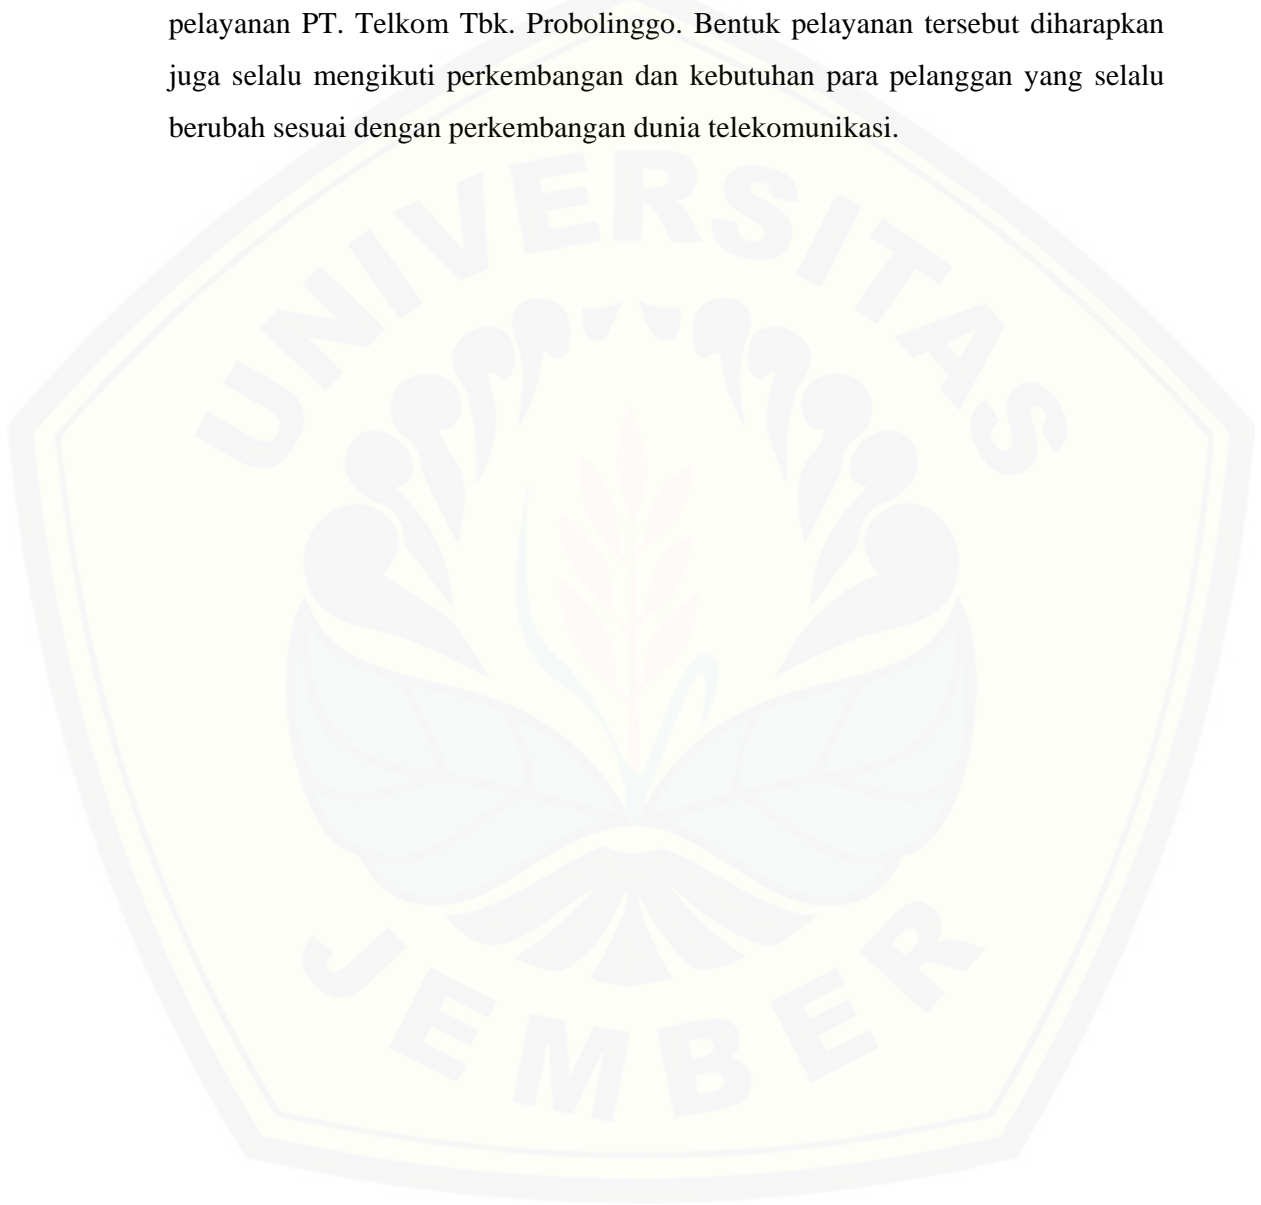 pelayanan PT. Telkom Tbk. Probolinggo. Bentuk pelayanan tersebut diharapkan
juga selalu mengikuti perkembangan dan kebutuhan para pelanggan yang selalu
berubah sesuai dengan perkembangan dunia telekomunikasi.
UNIVERSITAS
JEMBER